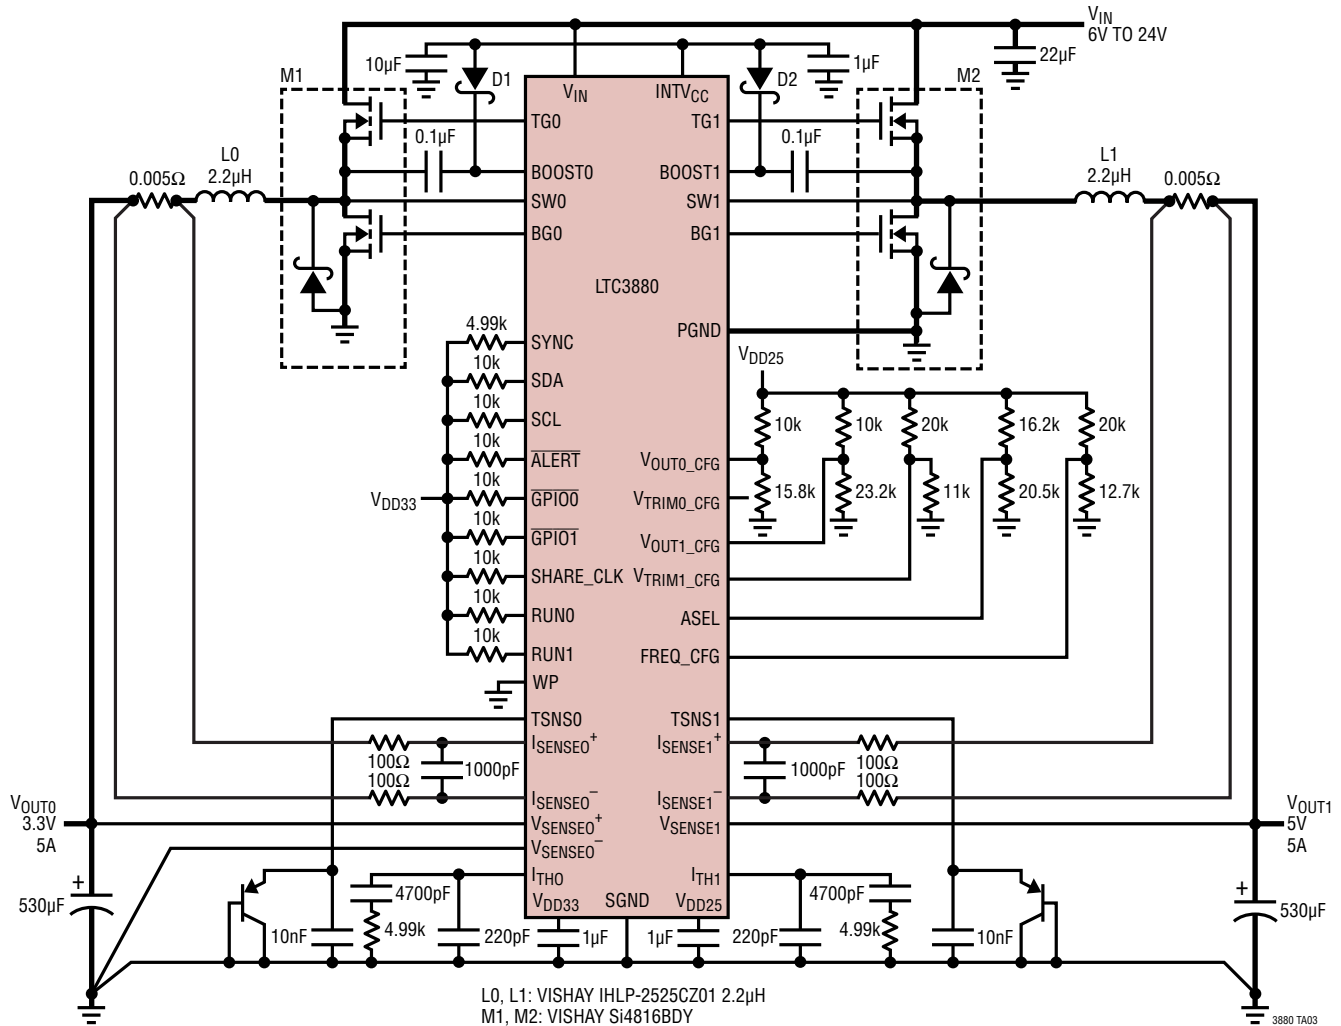 VIN
6V TO 24V
22µF
10µF
1µF
M1
D1
D2
M2
VIN
INTVCC
TG0
TG1
0.1µF
0.1µF
L0
2.2µH
L1
2.2µH
0.005Ω
0.005Ω
BOOST0
BOOST1
SW0
SW1
BG0
BG1
LTC3880
PGND
4.99k
SYNC
VDD25
10k
SDA
10k
SCL
10k
10k
20k
16.2k
20k
10k
ALERT
VOUT0_CFG
10k
VDD33
GPIO0
VTRIM0_CFG
15.8k
23.2k
11k
20.5k
12.7k
10k
GPIO1
VOUT1_CFG
10k
SHARE_CLK
VTRIM1_CFG
10k
RUN0
ASEL
10k
RUN1
FREQ_CFG
WP
TSNS0
TSNS1
ISENSE0+
ISENSE1+
100Ω
100Ω
1000pF
1000pF
100Ω
100Ω
ISENSE0–
ISENSE1–
VOUT0
3.3V
5A
VSENSE0+
VSENSE1
VOUT1
5V
5A
VSENSE0–
ITH0
ITH1
+
530µF
4700pF
4700pF
+
530µF
VDD33
SGND
VDD25
10nF
4.99k
220pF
1µF
1µF
220pF
4.99k
10nF
L0, L1: VISHAY IHLP-2525CZ01 2.2µH
M1, M2: VISHAY Si4816BDY
3880 TA03